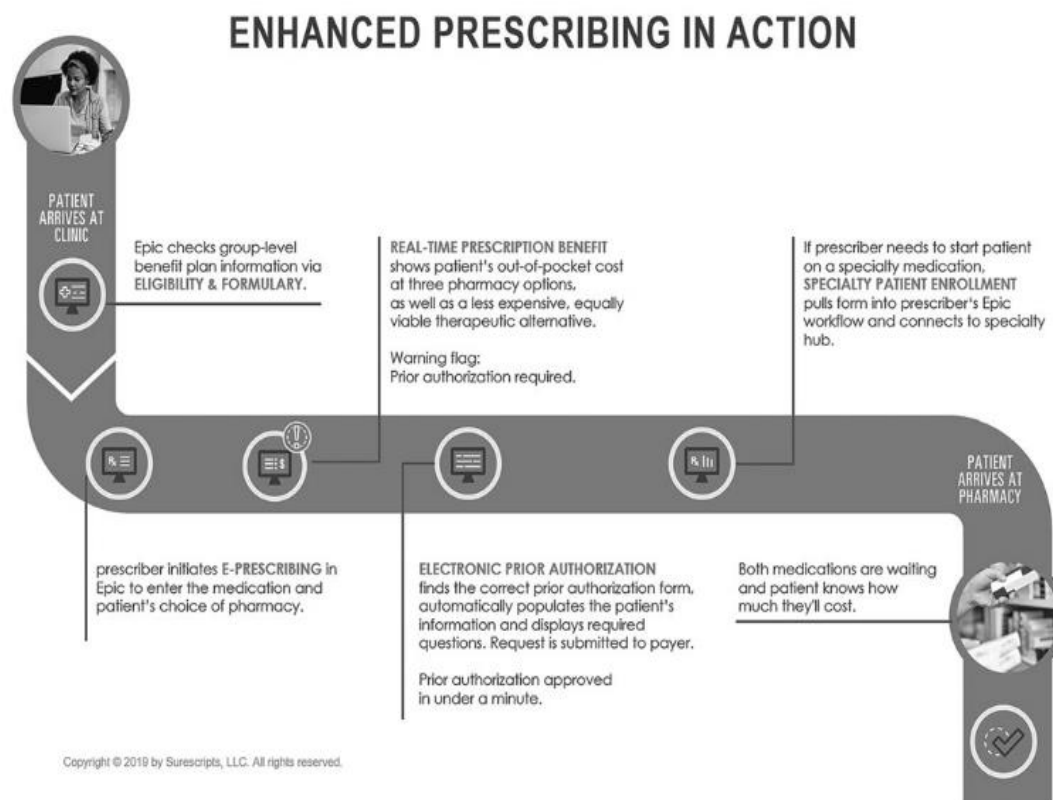 ENHANCED PRESCRIBING IN ACTION
PATIENT
ARRIVES AT
CLINIC
Epic checks group-level
benefit plan information via
ELIGIBILITY & FORMULARY.
prescriber initiates E-PRESCRIBING in
Epic to enter the medication and
patient's choice of pharmacy.
REAL-TIME PRESCRIPTION BENEFIT
shows patient's out-of-pocket cost
at three pharmacy options,
as well as a less expensive, equally
viable therapeutic alternative.
Warning flag:
Prior authorization required.
ELECTRONIC PRIOR AUTHORIZATION
finds the correct prior authorization form,
automatically populates the patient's
information and displays required
questions. Request is submitted to payer.
Prior authorization approved
in under a minute.
If prescriber needs to start patient
on a specialty medication,
SPECIALTY PATIENT ENROLLMENT
pulls form into prescriber's Epic
workflow and connects to specialty
hub.
PATIENT
ARRIVES AT
PHARMACY
Both medications are waiting
and patient knows how
much they'll cost.
Rx
$
!
Rx
Copyright © 2019 by Surescripts, LLC. All rights reserved.